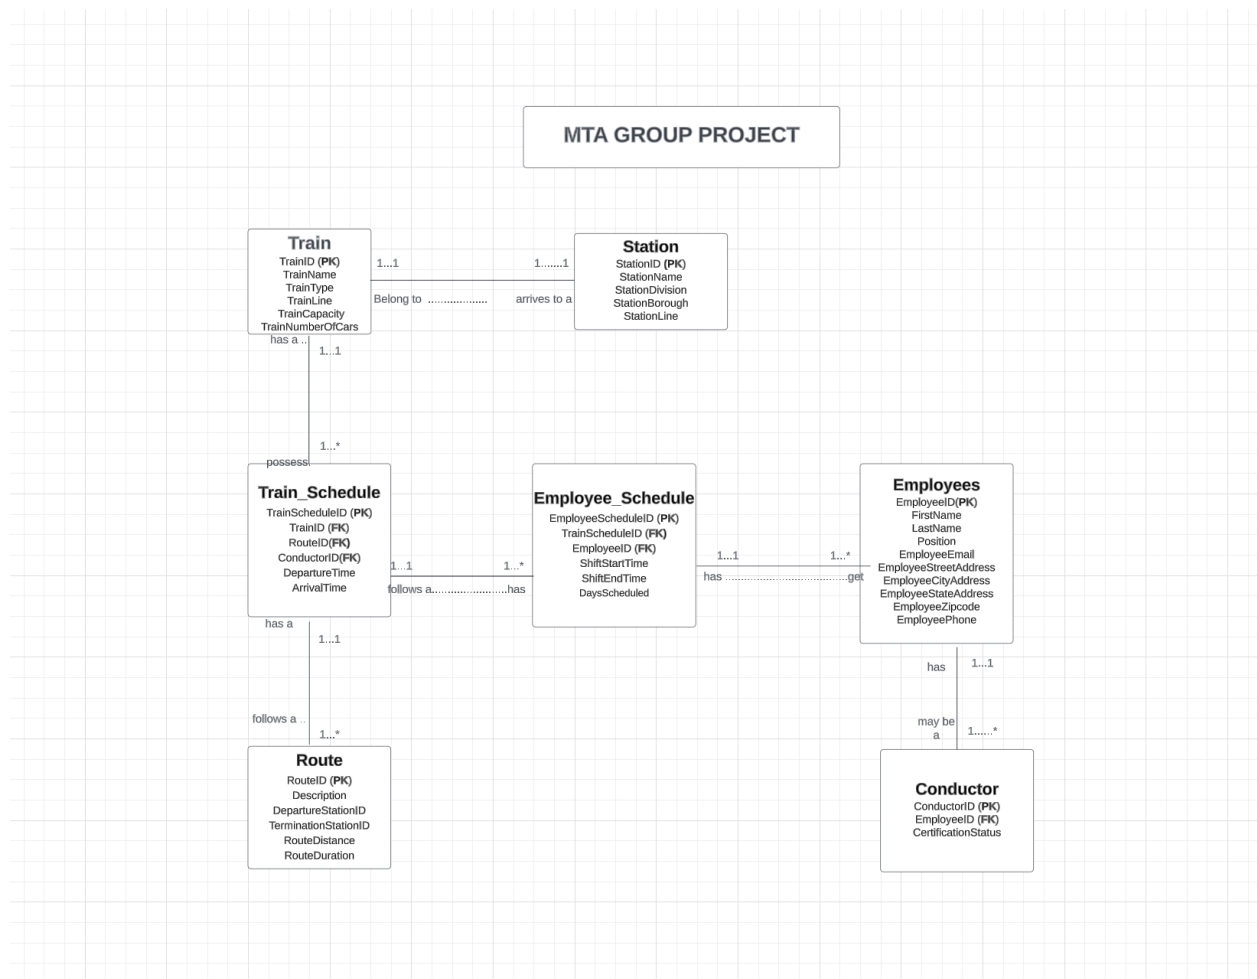 MTA GROUP PROJECT
Train
TrainID (PK)
TrainName
TrainType
TrainLine
TrainCapacity
TrainNumberOfCars
1...1
1.......1
Belong to ..................
arrives to a
Station
StationID (PK)
StationName
StationDivision
StationBorough
StationLine
has a ..
1...1
1...*
possess
Train_Schedule
TrainScheduleID (PK)
TrainID (FK)
RouteID(FK)
ConductorID(FK)
DepartureTime
ArrivalTime
1...1
1...*
follows a.......................has
Employee_Schedule
EmployeeScheduleID (PK)
TrainScheduleID (FK)
EmployeeID (FK)
ShiftStartTime
ShiftEndTime
DaysScheduled
1...1
1...*
has .....................................get
Employees
EmployeeID(PK)
FirstName
LastName
Position
EmployeeEmail
EmployeeStreetAddress
EmployeeCityAddress
EmployeeStateAddress
EmployeeZipcode
EmployeePhone
has a
1...1
follows a ..
1...*
Route
RouteID (PK)
Description
DepartureStationID
TerminationStationID
RouteDistance
RouteDuration
has
1...1
may be
a
1......*
Conductor
ConductorID (PK)
EmployeeID (FK)
CertificationStatus